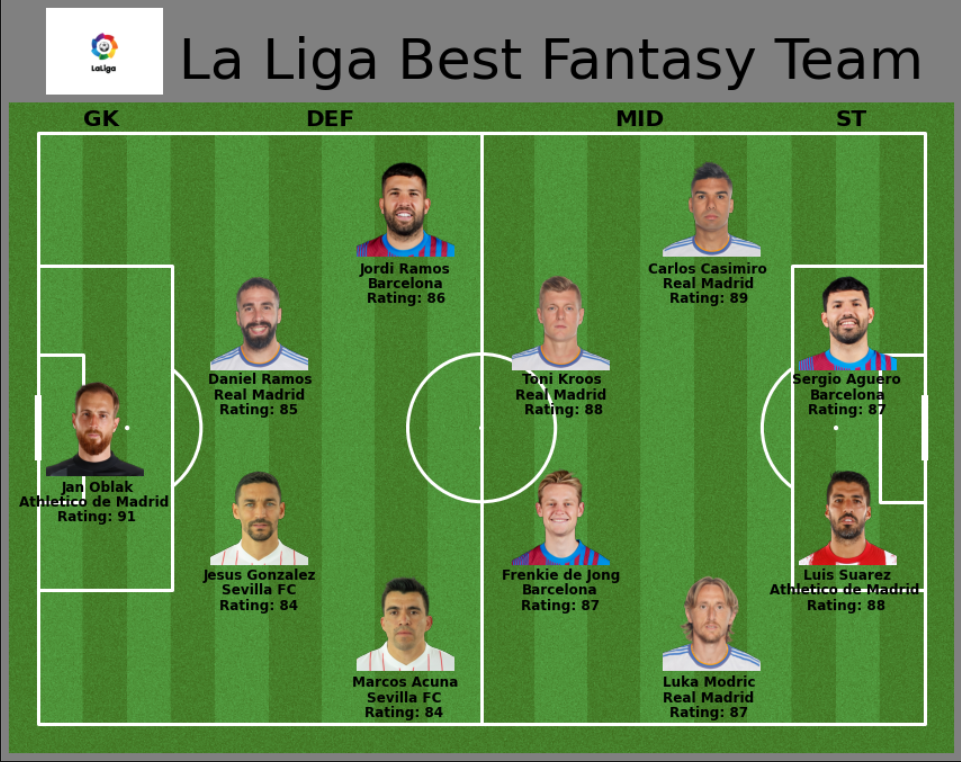 LaLiga
La Liga Best Fantasy Team
GK
DEF
MID
ST
Jan Oblak
Athletico de Madrid
Rating: 91
Daniel Ramos
Real Madrid
Rating: 85
Jordi Ramos
Barcelona
Rating: 86
Jesus Gonzalez
Sevilla FC
Rating: 84
Marcos Acuna
Sevilla FC
Rating: 84
Toni Kroos
Real Madrid
Rating: 88
Carlos Casimiro
Real Madrid
Rating: 89
Frenkie de Jong
Barcelona
Rating: 87
Luka Modric
Real Madrid
Rating: 87
Sergio Aguero
Barcelona
Rating: 87
Luis Suarez
Athletico de Madrid
Rating: 88